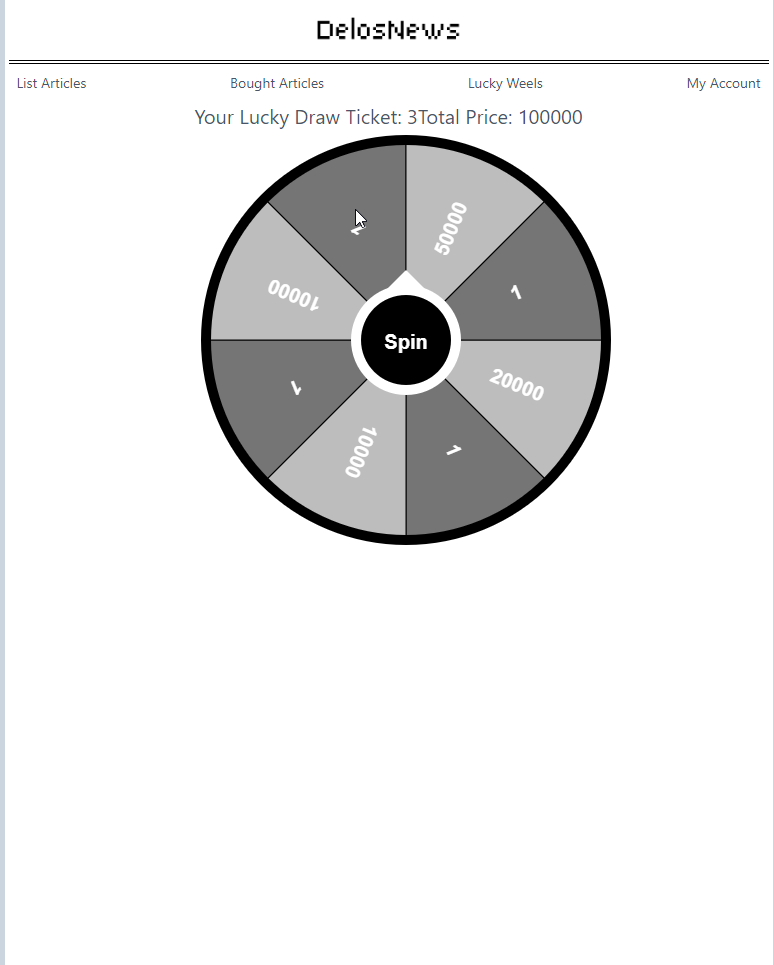 DelosNews
List Articles
Bought Articles
Lucky Weels
My Account
Your Lucky Draw Ticket: 3Total Price: 100000
50000
1
20000
1
10000
1
10000
Spin